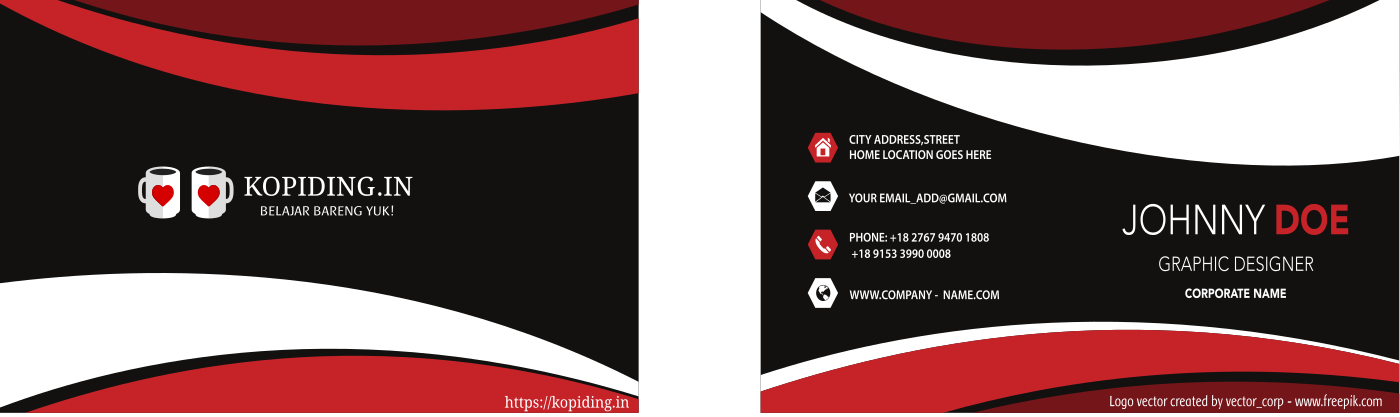 KOPIDING.IN
BELAJAR BARENG YUK!
https://kopiding.in
CITY ADDRESS,STREET
HOME LOCATION GOES HERE
YOUR EMAIL_ADD@GMAIL.COM
PHONE: +18 2767 9470 1808
+18 9153 3990 0008
WWW.COMPANY - NAME.COM
JOHNNY DOE
GRAPHIC DESIGNER
CORPORATE NAME
Logo vector created by vector_corp - www.freepik.com